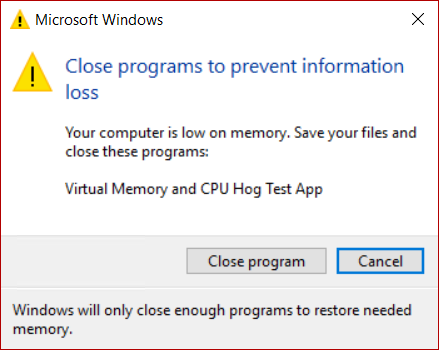 Microsoft Windows
Close programs to prevent information
loss
Your computer is low on memory. Save your files and
close these programs:
Virtual Memory and CPU Hog Test App
Close program
Cancel
Windows will only close enough programs to restore needed
memory.